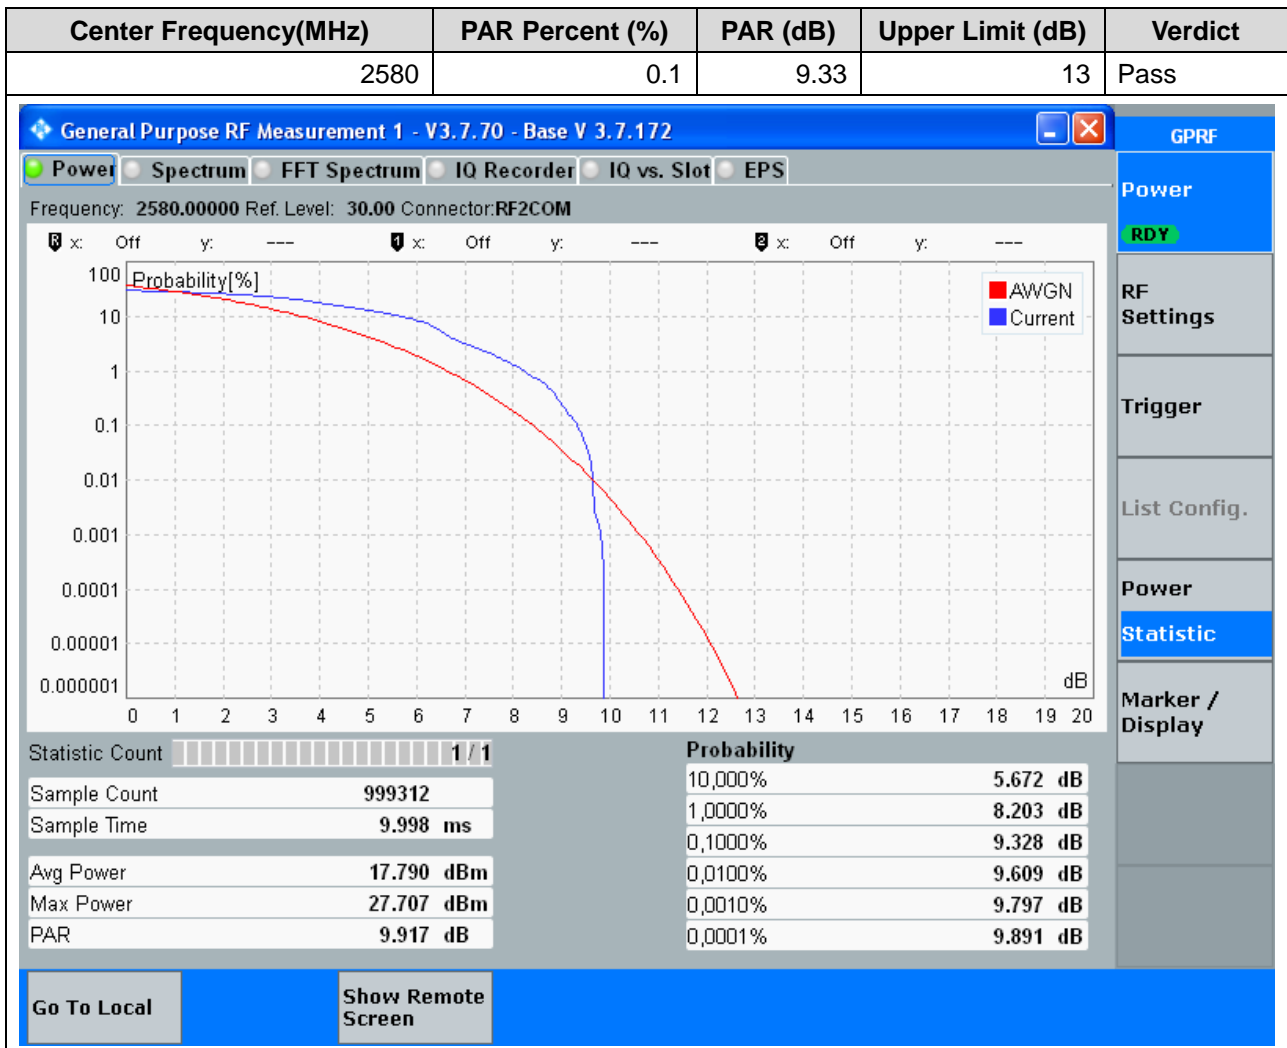 Center Frequency(MHz) PAR Percent (%) PAR (dB) Upper Limit (dB) Verdict
2580 0.1 9.33 13 Pass
General Purpose RF Measurement 1 - V3.7.70 - Base V 3.7.172
GPRF
Power Spectrum FFT Spectrum IQ Recorder IQ vs. Slot EPS
Frequency: 2580.00000 Ref. Level: 30.00 Connector:RF2COM
R x: Off y: --- 1 x: Off y: --- 2 x: Off y: ---
Probability[%]
100
10
1
0.1
0.01
0.001
0.0001
0.00001
0.000001
AWGN
Current
dB
0 1 2 3 4 5 6 7 8 9 10 11 12 13 14 15 16 17 18 19 20
Statistic Count 1 / 1
Sample Count 999312
Sample Time 9.998 ms
Avg Power 17.790 dBm
Max Power 27.707 dBm
PAR 9.917 dB
Probability
10,000% 5.672 dB
1,0000% 8.203 dB
0,1000% 9.328 dB
0,0100% 9.609 dB
0,0010% 9.797 dB
0,0001% 9.891 dB
Power
RDY
RF
Settings
Trigger
List Config.
Power
Statistic
Marker /
Display
Go To Local
Show Remote
Screen